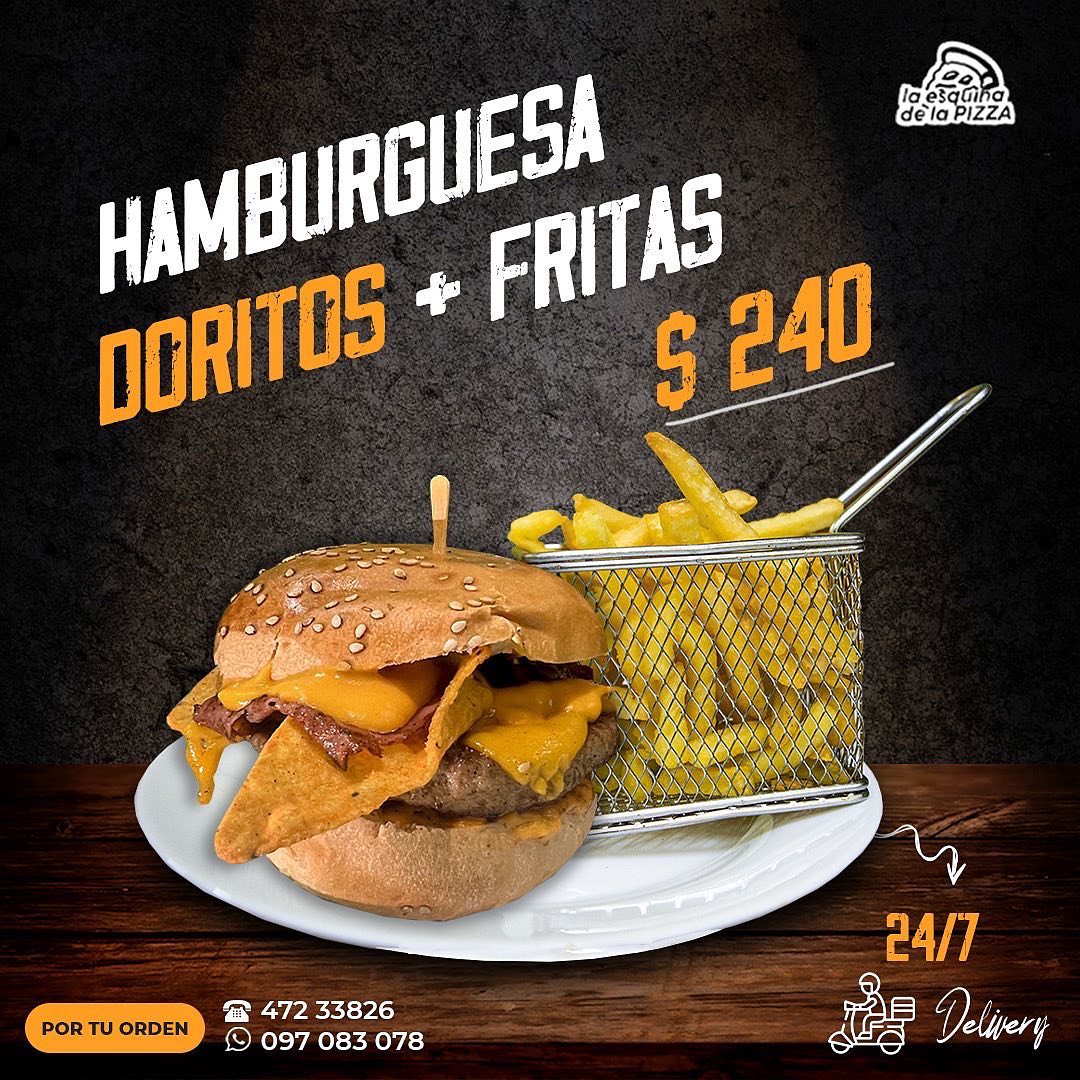 la esquina
de la PIZZA
HAMBURGUESA
DORITOS + FRITAS
$ 240
24/7
Delivery
POR TU ORDEN
472 33826
097 083 078